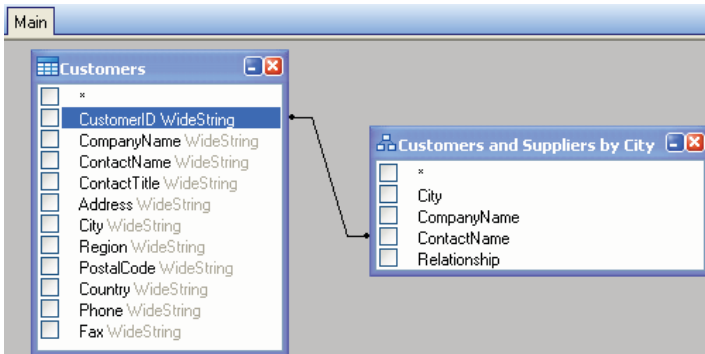 Main
Customers
*
CustomerID WideString
CompanyName WideString
ContactName WideString
ContactTitle WideString
Address WideString
City WideString
Region WideString
PostalCode WideString
Country WideString
Phone WideString
Fax WideString
Customers and Suppliers by City
*
City
CompanyName
ContactName
Relationship